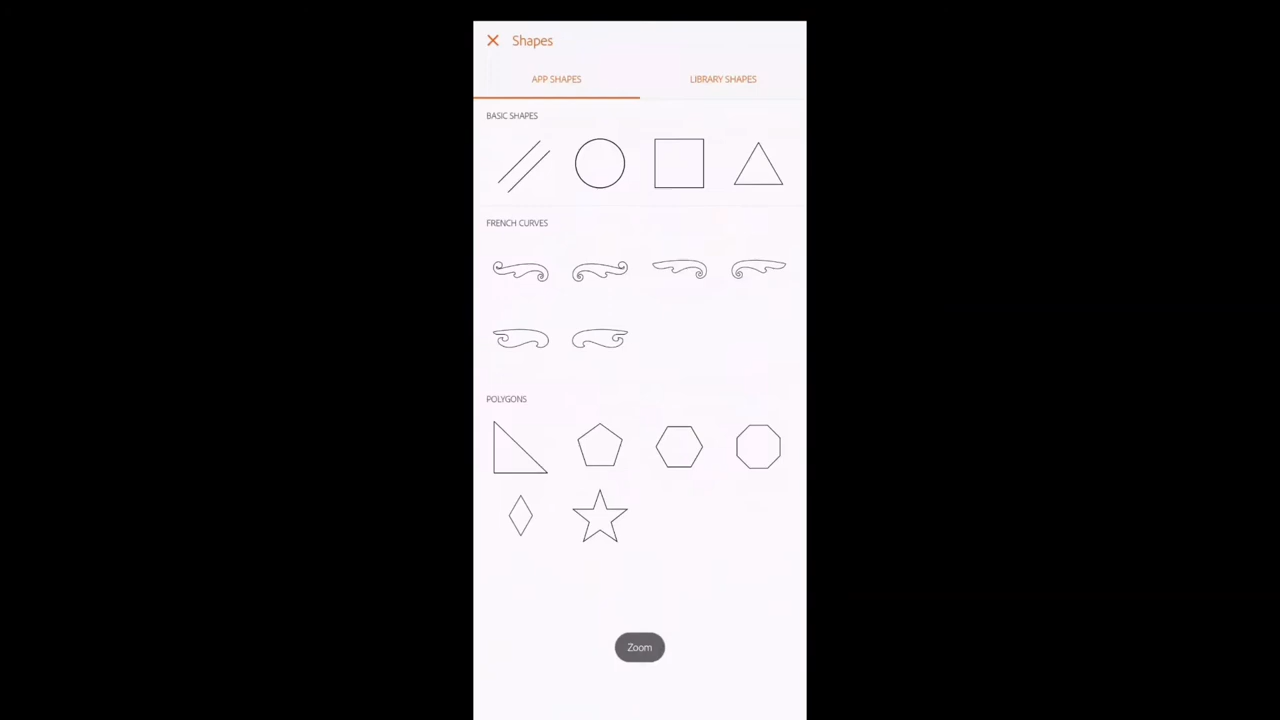 Shapes
APP SHAPES
LIBRARY SHAPES
BASIC SHAPES
FRENCH CURVES
POLYGONS
Zoom